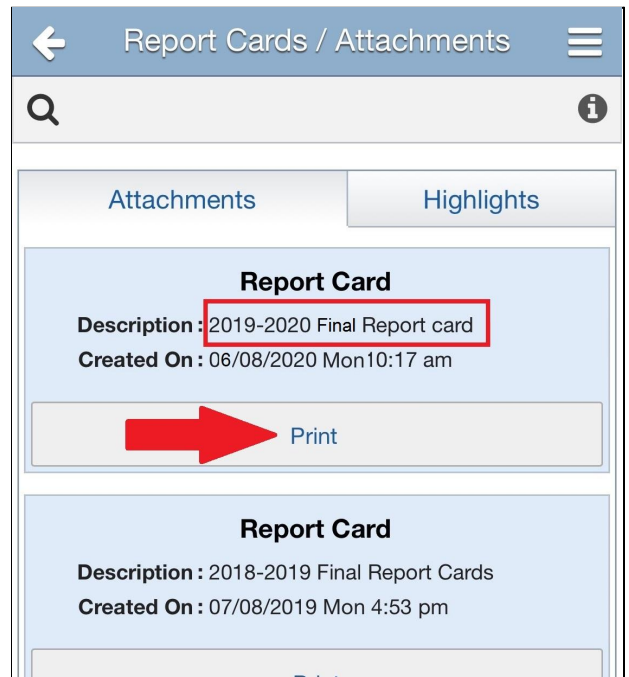 Report Cards / Attachments
Attachments Highlights
Report Card
Description : 2019-2020 Final Report card
Created On : 06/08/2020 Mon10:17 am
Print
Report Card
Description : 2018-2019 Final Report Cards
Created On : 07/08/2019 Mon 4:53 pm